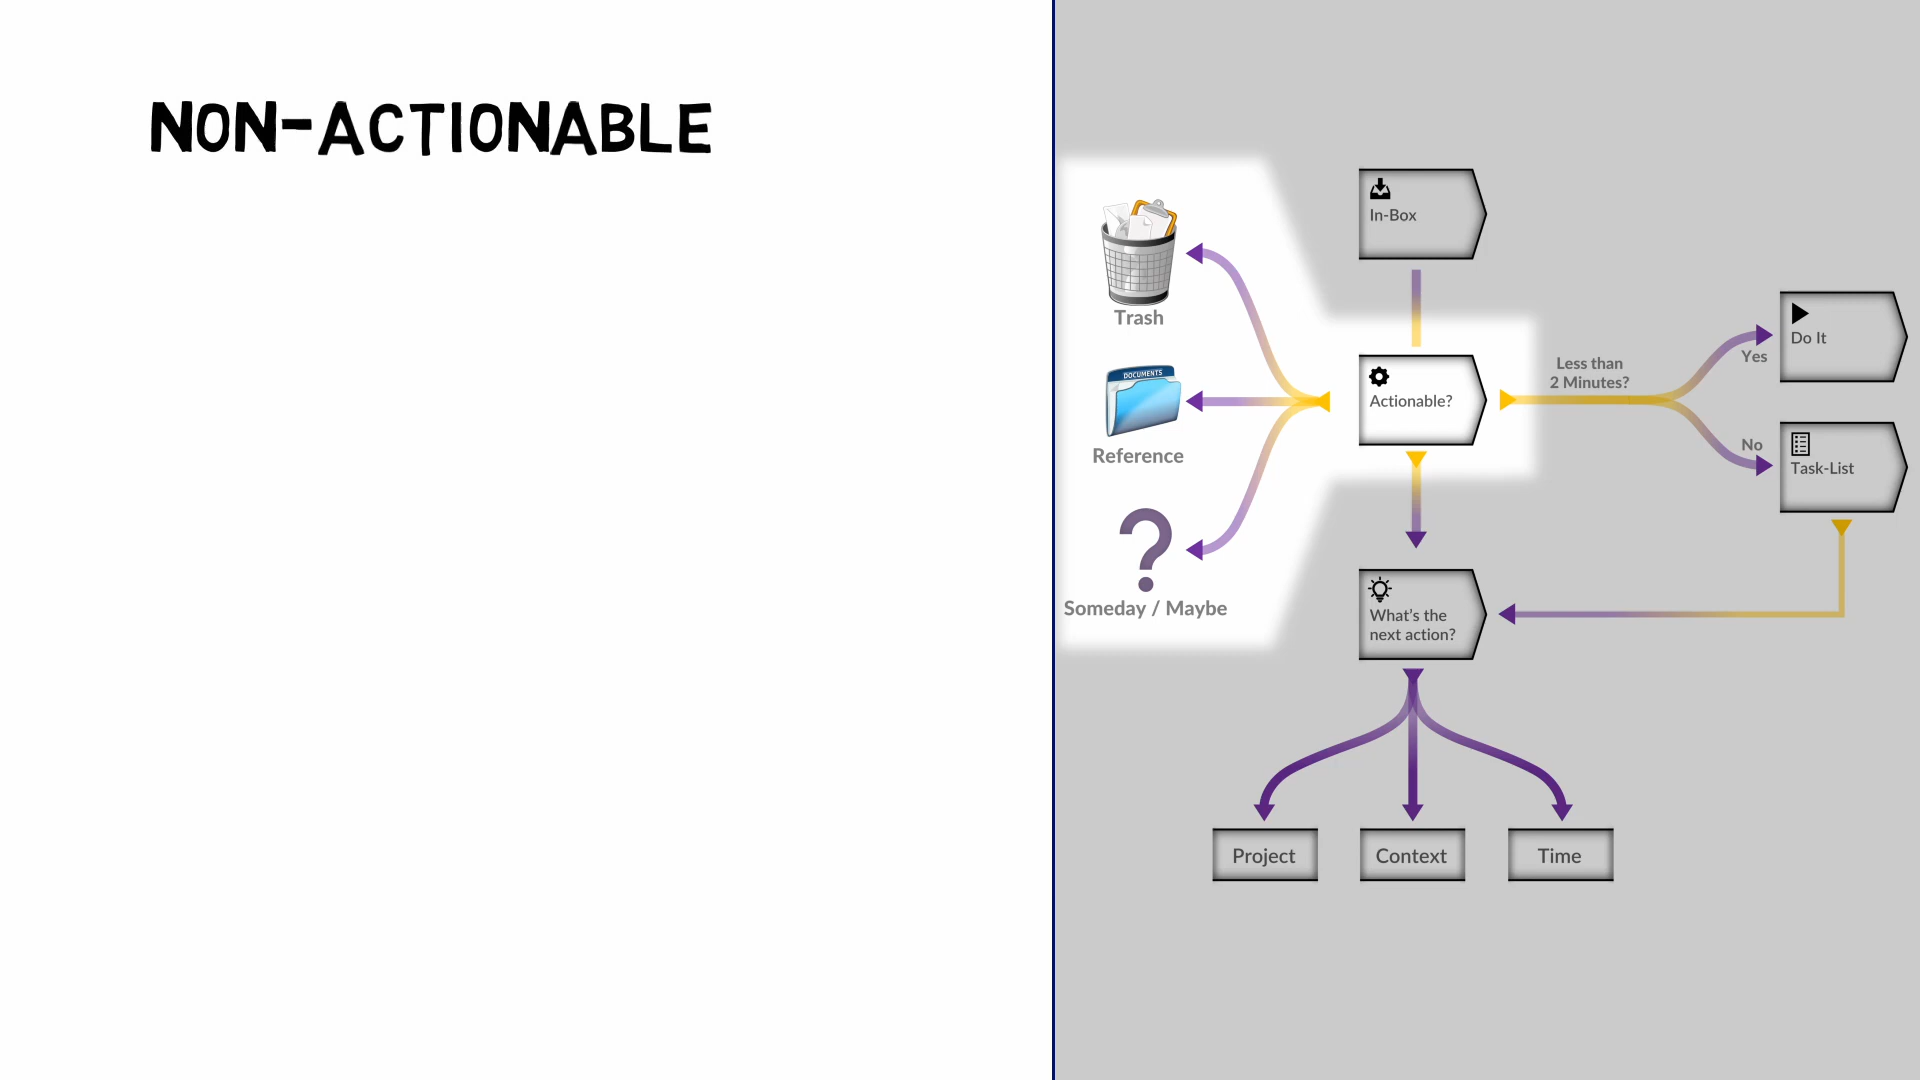 NON-ACTIONABLE
In-Box
Trash
DOCUMENTS
Reference
Someday / Maybe
Actionable?
Less than
2 Minutes?
Yes
No
Do It
Task-List
What's the
next action?
Project
Context
Time